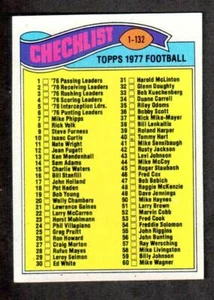 CHECKLIST
1-132
TOPPS 1977 FOOTBALL
1 '76 Passing Leaders
2 '76 Receiving Leaders
3 '76 Rushing Leaders
4 '76 Scoring Leaders
5 '76 Interception Leaders
6 '76 Punting Leaders
7 Mike Phipps
8 Rick Volk
9 Steve Furness
10 Isaac Curtis
11 Nate Wright
12 Jean Fugett
13 Ken Mendenhall
14 Sam Adams
15 Charlie Waters
16 Bill Stanfill
17 John Holland
18 Pat Haden
19 Bob Young
20 Wally Chambers
21 Lawrence Gaines
22 Larry McCarren
23 Horst Muhlmann
24 Phil Villapiano
25 Greg Pruitt
26 Ron Howard
27 Craig Morton
28 Rufus Mayes
29 Leroy Selmon
30 Ed White
31 Harold McLinton
32 Glenn Doughty
33 Bob Kuechenberg
34 Duane Carrell
35 Riley Odoms
36 Bobby Scott
37 Nick Mike-Mayer
38 Bill Lenkaitis
39 Roland Harper
40 Tommy Hart
41 Mike Sensibaugh
42 Rusty Jackson
43 Levi Johnson
44 Mike McCoy
45 Roger Staubach
46 Fred Cox
47 Bob Babich
48 Reggie McKenzie
49 Dave Jennings
50 Mike Haynes
51 Larry Brown
52 Marvin Cobb
53 Fred Cook
54 Freddie Solomon
55 John Riggins
56 John Bunting
57 Ray Wersching
58 Mike Livingston
59 Billy Johnson
60 Mike Wagner